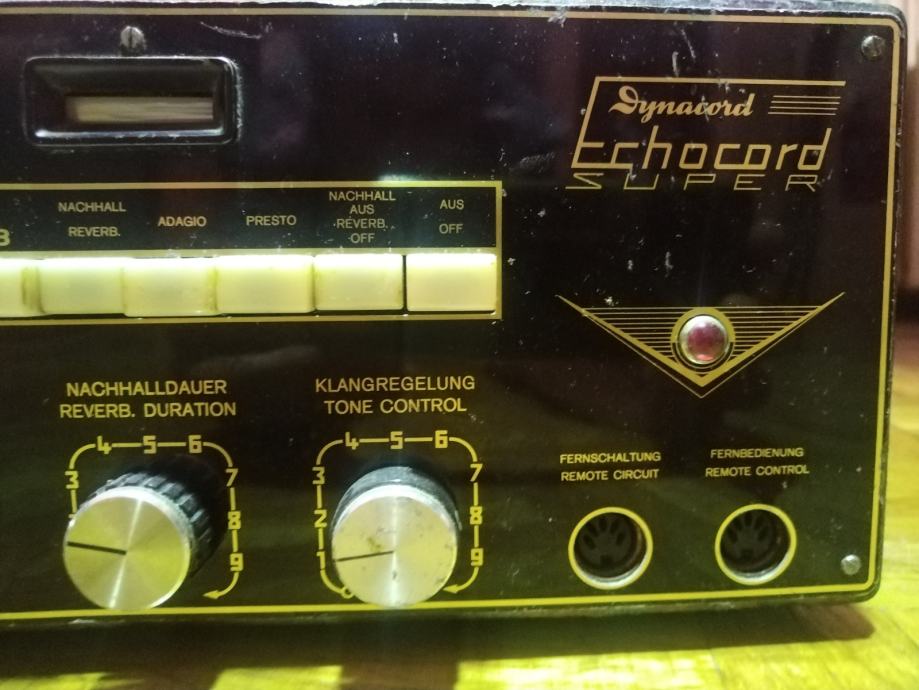 Dynacord
Echocord
SUPER
B
NACHHALL
REVERB.
ADAGIO
PRESTO
NACHHALL
AUS
REVERB.
OFF
AUS
OFF
NACHHALLDAUER
REVERB. DURATION
3 4 5 6 7 8 9
KLANGREGELUNG
TONE CONTROL
1 2 3 4 5 6 7 8 9
FERNSCHALTUNG
REMOTE CIRCUIT
FERNBEDIENUNG
REMOTE CONTROL